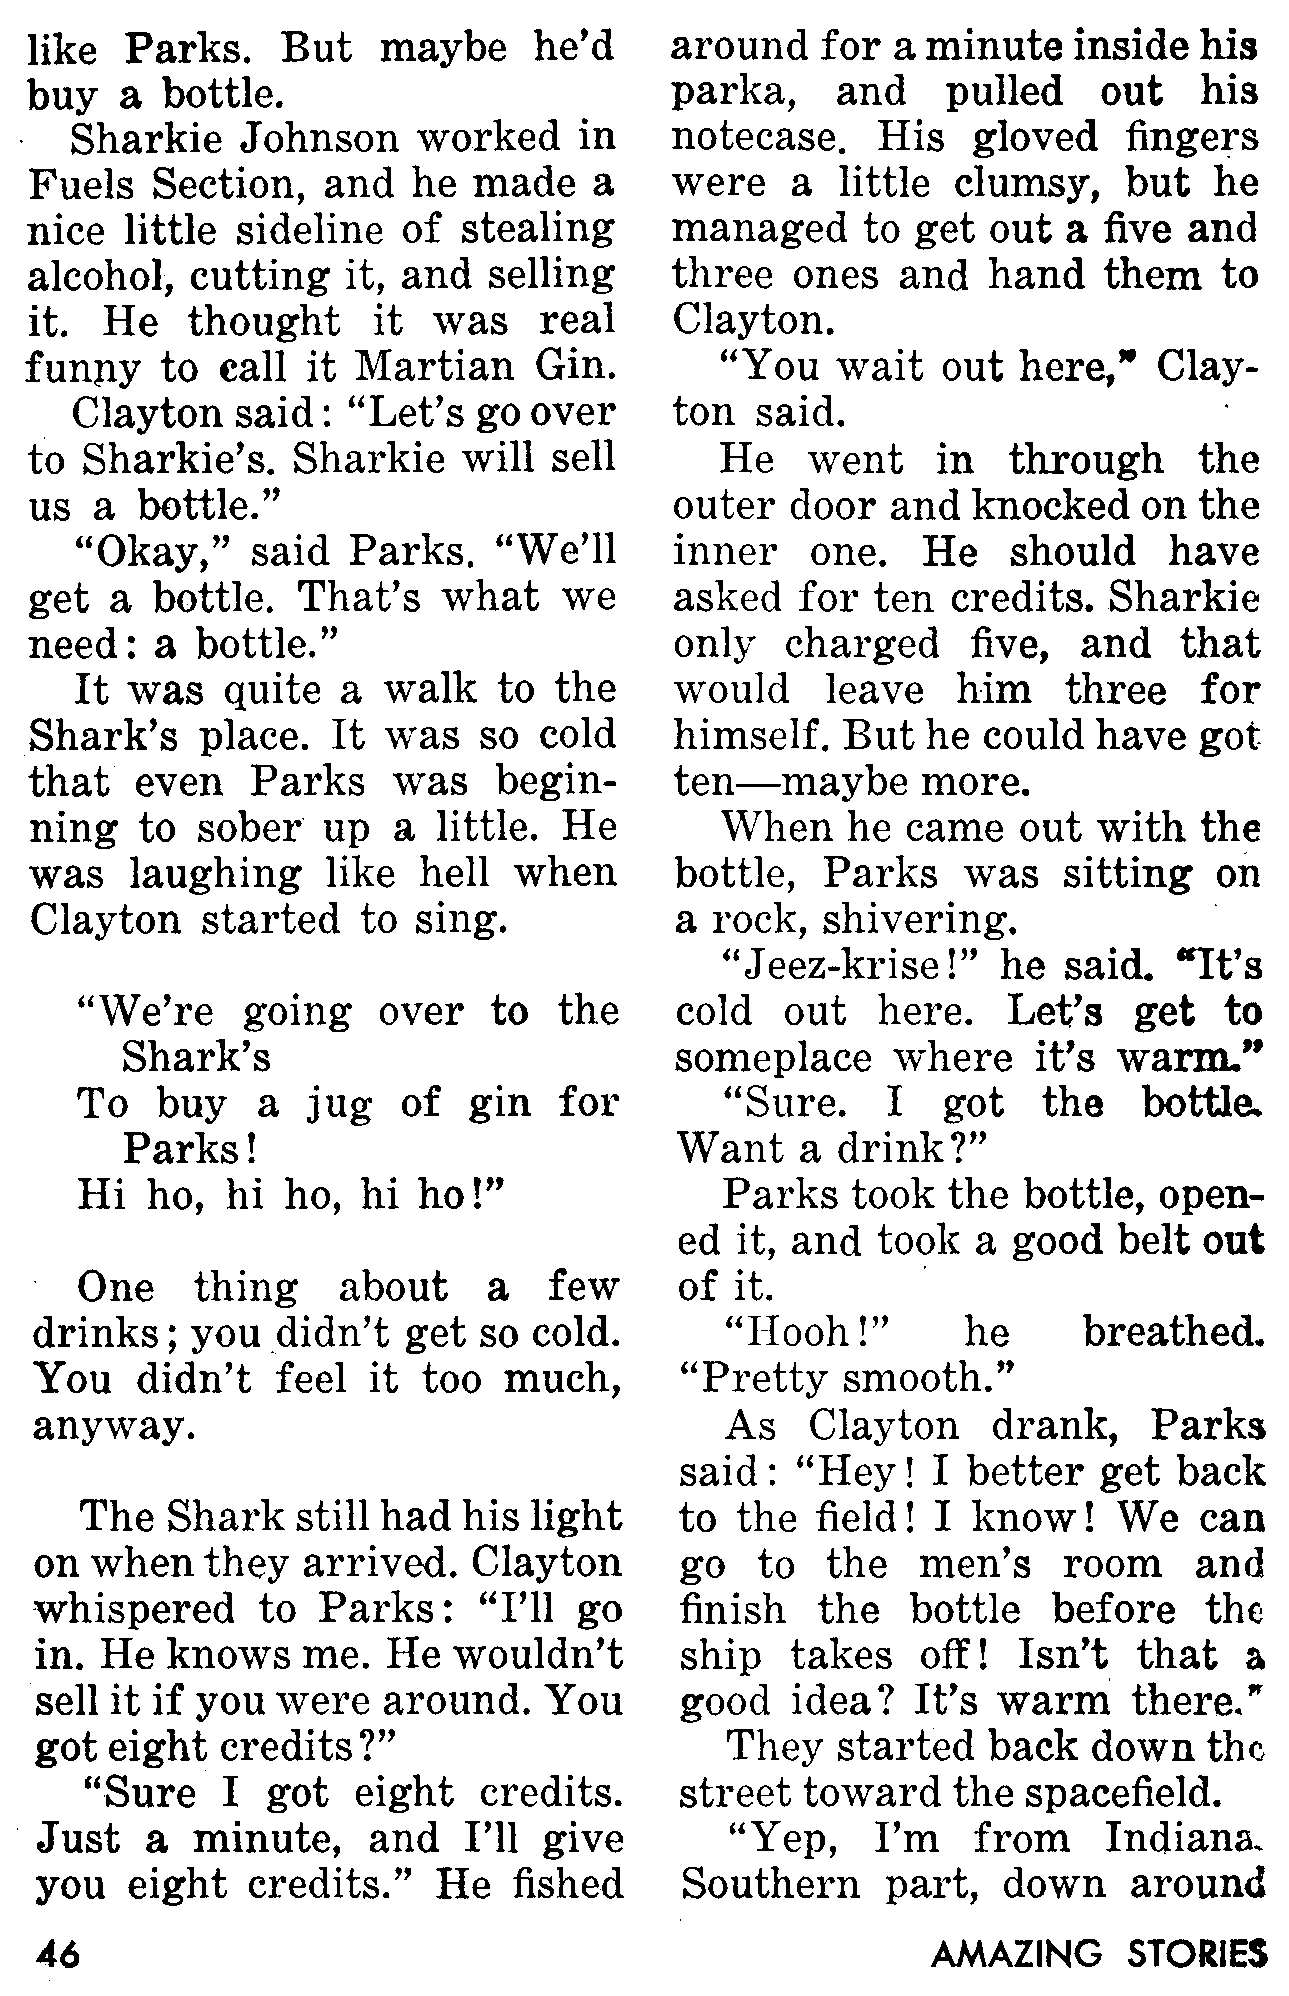 like Parks. But maybe he'd
buy a bottle.
Sharkie Johnson worked in
Fuels Section, and he made a
nice little sideline of stealing
alcohol, cutting it, and selling
it. He thought it was real
funny to call it Martian Gin.
Clayton said: “Let's go over
to Sharkie's. Sharkie will sell
us a bottle.”
“Okay,” said Parks. “We'll
get a bottle. That's what we
need: a bottle.”
It was quite a walk to the
Shark's place. It was so cold
that even Parks was begin-
ning to sober up a little. He
was laughing like hell when
Clayton started to sing.
“We're going over to the
Shark's
To buy a jug of gin for
Parks!
Hi ho, hi ho, hi ho!”
One thing about a few
drinks; you didn't get so cold.
You didn't feel it too much,
anyway.
The Shark still had his light
on when they arrived. Clayton
whispered to Parks: “I'll go
in. He knows me. He wouldn't
sell it if you were around. You
got eight credits?”
“Sure I got eight credits.
Just a minute, and I'll give
you eight credits.” He fished
around for a minute inside his
parka, and pulled out his
notecase. His gloved fingers
were a little clumsy, but he
managed to get out a five and
three ones and hand them to
Clayton.
“You wait out here,” Clay-
ton said.
He went in through the
outer door and knocked on the
inner one. He should have
asked for ten credits. Sharkie
only charged five, and that
would leave him three for
himself. But he could have got
ten—maybe more.
When he came out with the
bottle, Parks was sitting on
a rock, shivering.
“Jeez-krise!” he said. “It's
cold out here. Let's get to
someplace where it's warm.”
“Sure. I got the bottle.
Want a drink?”
Parks took the bottle, open-
ed it, and took a good belt out
of it.
“Hooh!” he breathed.
“Pretty smooth.”
As Clayton drank, Parks
said: “Hey! I better get back
to the field! I know! We can
go to the men's room and
finish the bottle before the
ship takes off! Isn't that a
good idea? It's warm there.”
They started back down the
street toward the spacefield.
“Yep, I'm from Indiana.
Southern part, down around
46 AMAZING STORIES